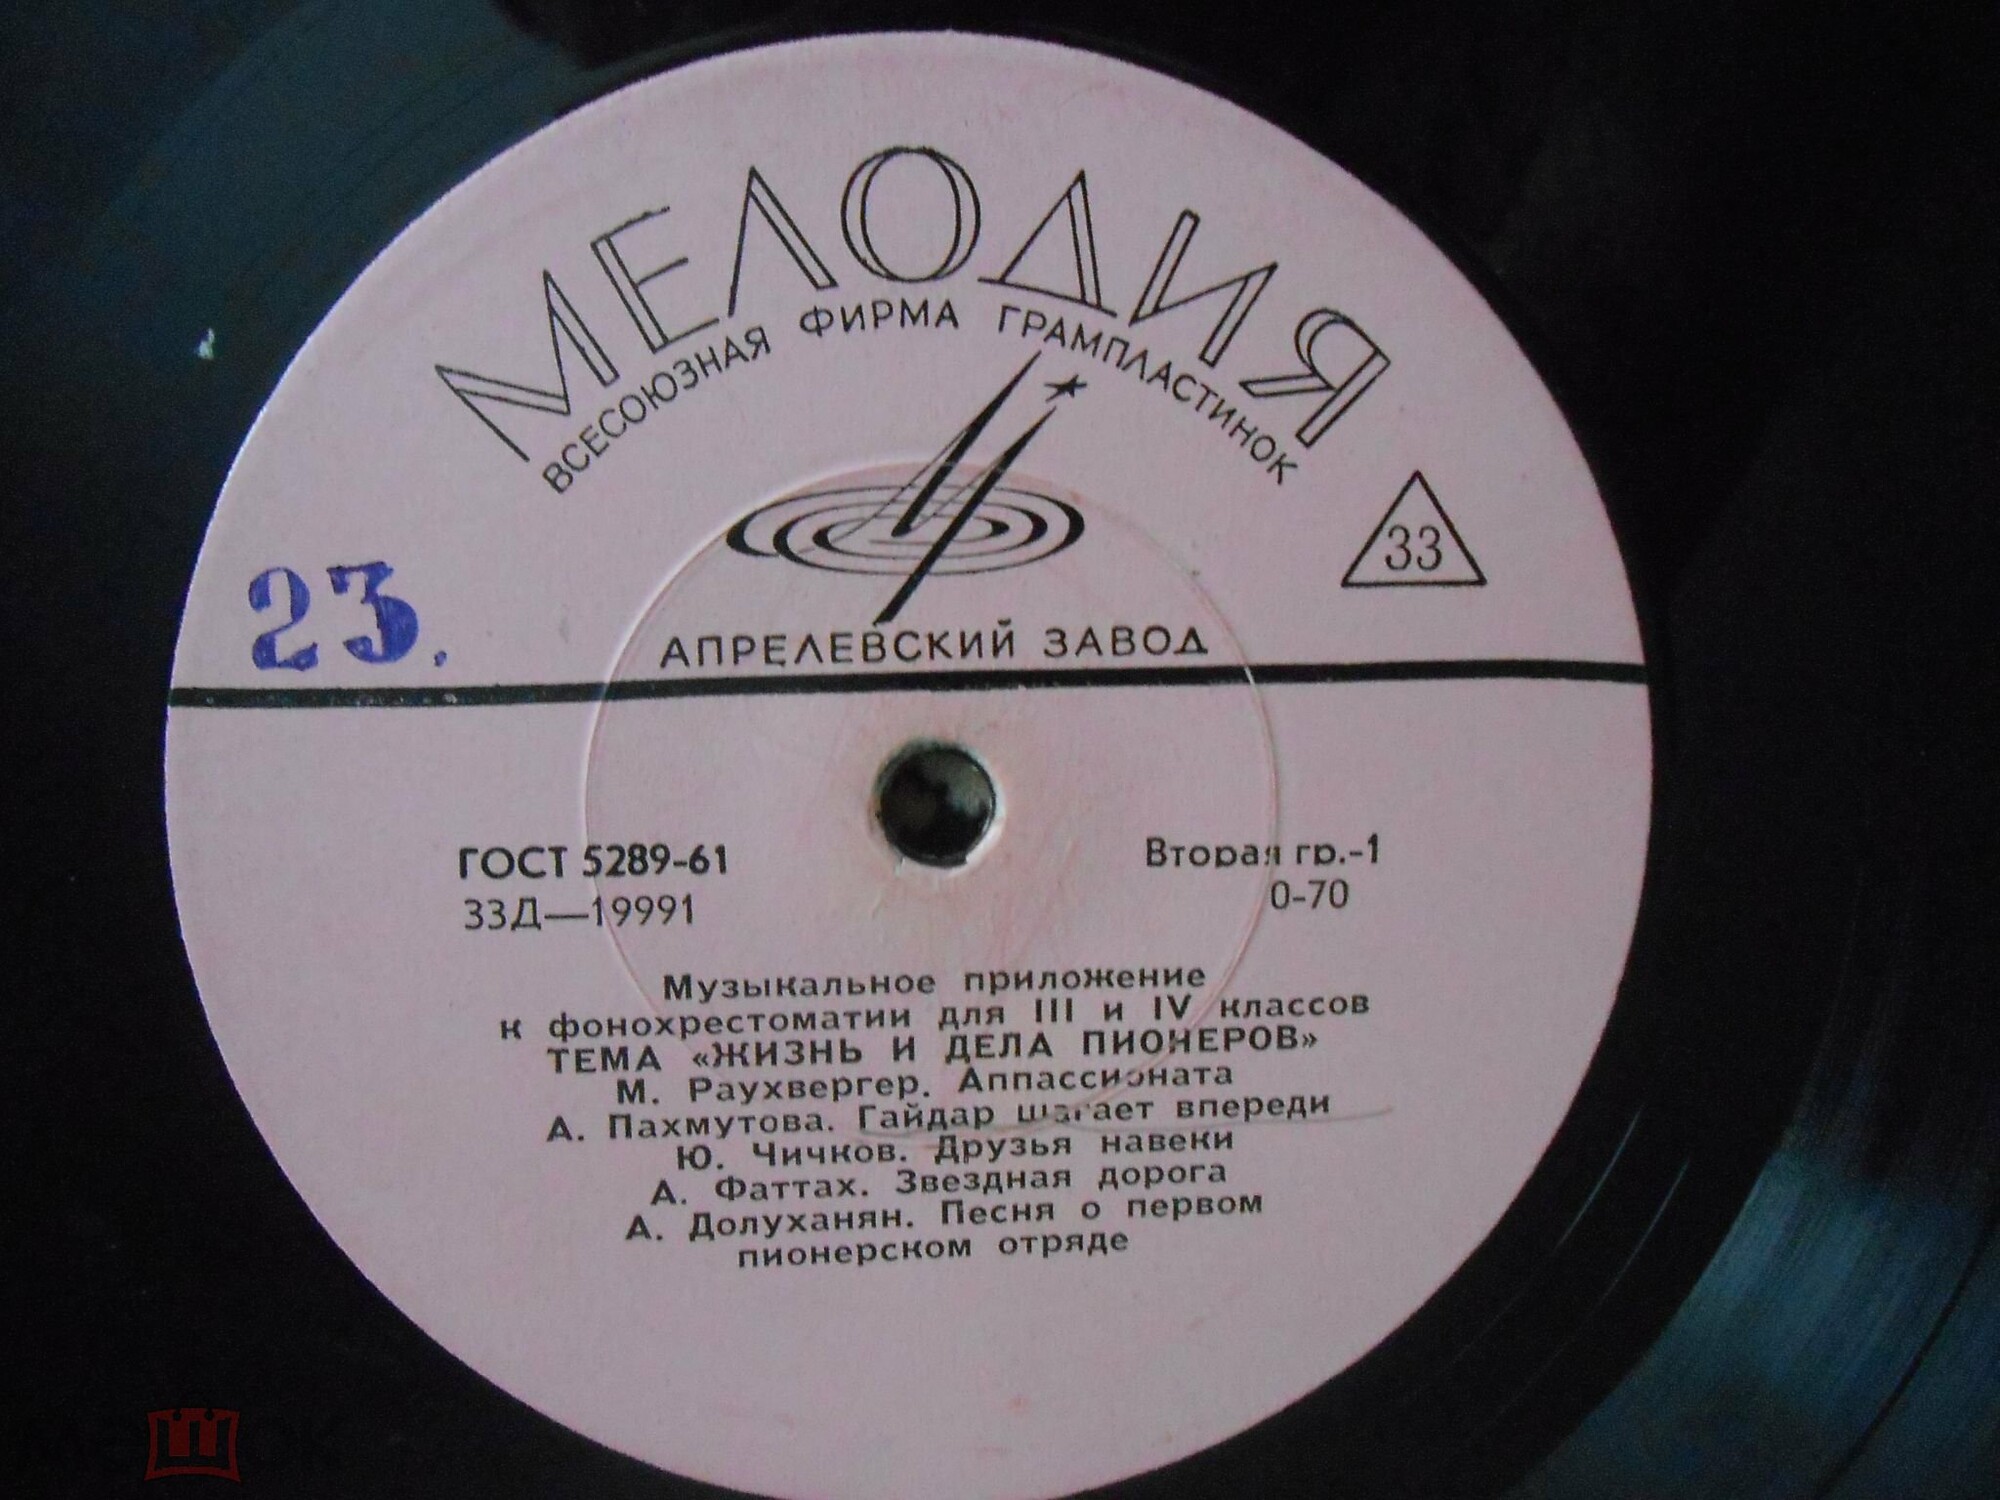 МЕЛОДИЯ
ВСЕСОЮЗНАЯ ФИРМА ГРАМПЛАСТИНОК
33
23.
АПРЕЛЕВСКИЙ ЗАВОД
ГОСТ 5289-61
Вторая гр.-1
33Д—19991
0-70
Музыкальное приложение
к фонохрестоматии для III и IV классов
ТЕМА «ЖИЗНЬ И ДЕЛА ПИОНЕРОВ»
М. Раухвергер. Аппассионата
А. Пахмутова. Гайдар шагает впереди
Ю. Чичков. Друзья навеки
А. Фаттах. Звездная дорога
А. Долуханян. Песня о первом
пионерском отряде